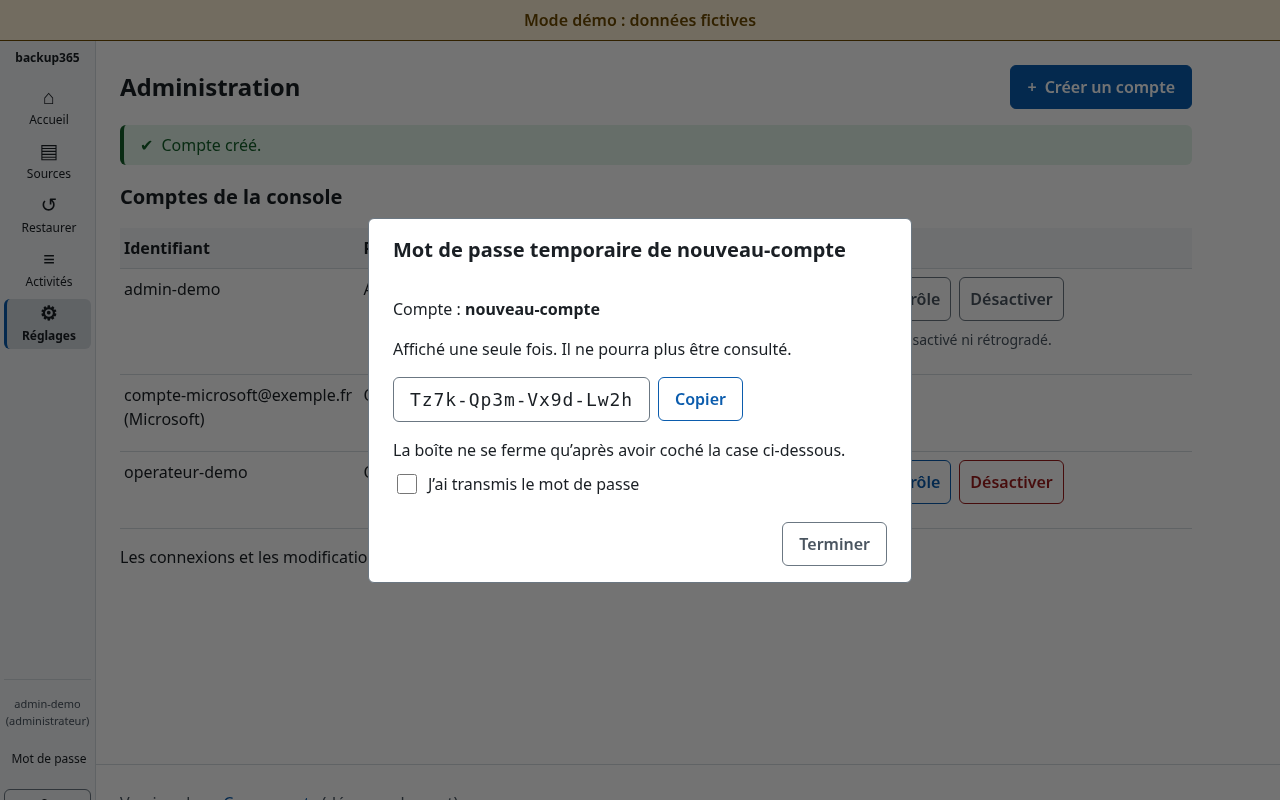 Mode démo : données fictives
backup365
Accueil
Sources
Restaurer
Activités
Réglages
admin-demo
(administrateur)
Mot de passe
Administration
+ Créer un compte
✔ Compte créé.
Comptes de la console
Identifiant
admin-demo
rôle
Désactiver
sactivé ni rétrogradé.
compte-microsoft@exemple.fr
(Microsoft)
operateur-demo
rôle
Désactiver
Les connexions et les modificatio
Mot de passe temporaire de nouveau-compte
Compte : nouveau-compte
Affiché une seule fois. Il ne pourra plus être consulté.
Tz7k-Qp3m-Vx9d-Lw2h
Copier
La boîte ne se ferme qu’après avoir coché la case ci-dessous.
J’ai transmis le mot de passe
Terminer